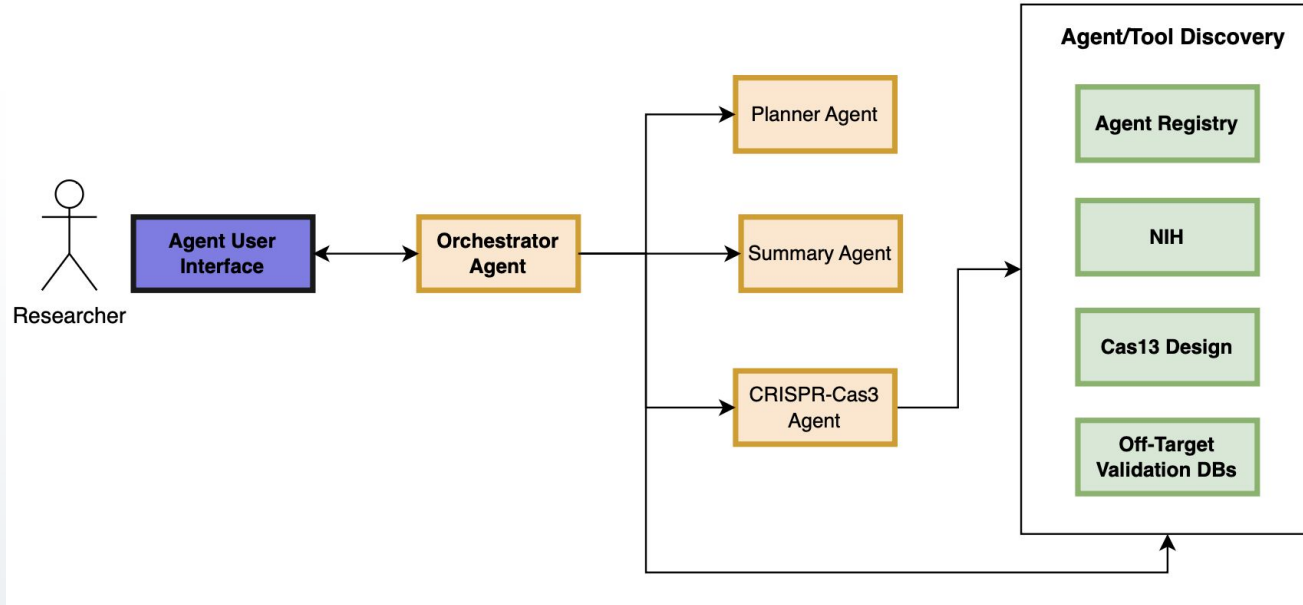 Agent/Tool Discovery
Planner Agent
Agent Registry
Researcher
Agent User
Interface
Orchestrator
Agent
Summary Agent
NIH
CRISPR-Cas3
Agent
Cas13 Design
Off-Target
Validation DBs